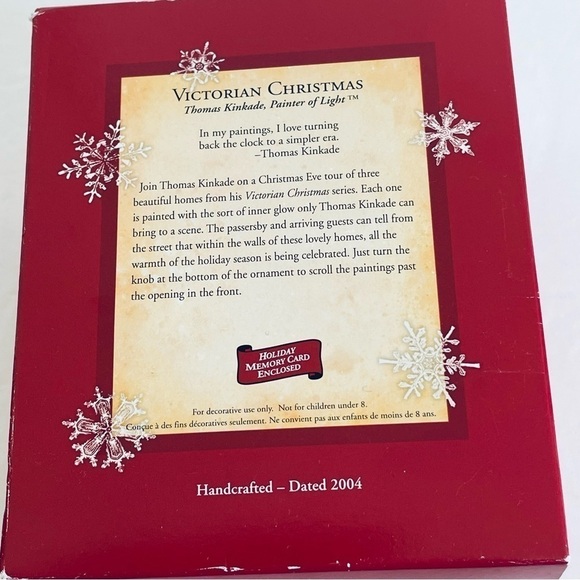 VICTORIAN CHRISTMAS
Thomas Kinkade, Painter of Light™
In my paintings, I love turning
back the clock to a simpler era.
–Thomas Kinkade
Join Thomas Kinkade on a Christmas Eve tour of three
beautiful homes from his Victorian Christmas series. Each one
is painted with the sort of inner glow only Thomas Kinkade can
bring to a scene. The passersby and arriving guests can tell from
the street that within the walls of these lovely homes, all the
warmth of the holiday season is being celebrated. Just turn the
knob at the bottom of the ornament to scroll the paintings past
the opening in the front.
HOLIDAY
MEMORY CARD
ENCLOSED
For decorative use only. Not for children under 8.
Conçue à des fins décoratives seulement. Ne convient pas aux enfants de moins de 8 ans.
Handcrafted – Dated 2004